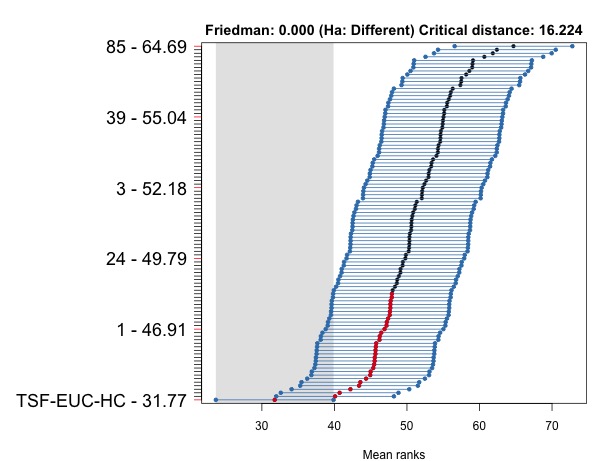 Friedman: 0.000 (Ha: Different) Critical distance: 16.224
85 - 64.69
39 - 55.04
3 - 52.18
24 - 49.79
1 - 46.91
TSF-EUC-HC - 31.77
30 40 50 60 70
Mean ranks